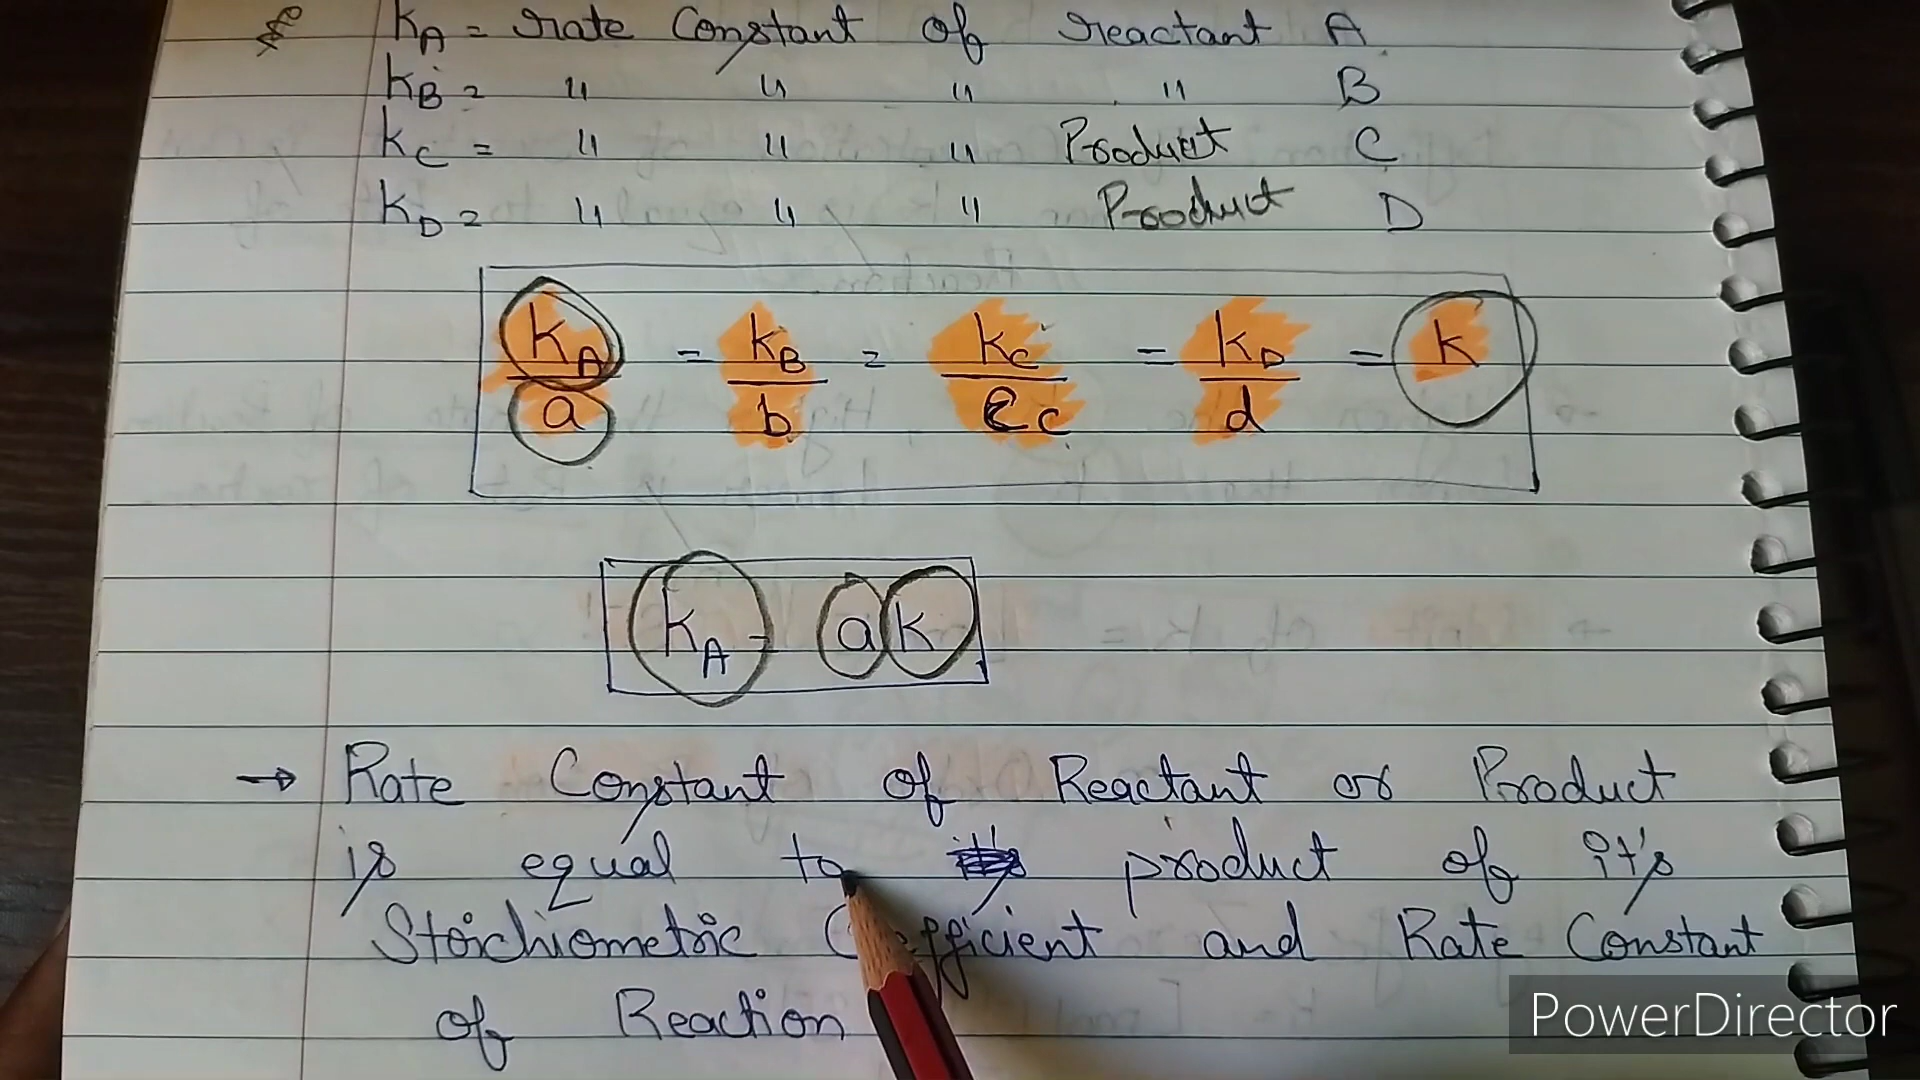 kA = rate Constant of reactant A
kB = " " " " B
kC = " " " Product C
kD = " " " Product D
kA/a = kB/b = kC/c = kD/d = k
kA = a k
→ Rate Constant of Reactant or Product
is equal to product of it's
Stoichiometric Coefficient and Rate Constant
of Reaction
PowerDirector